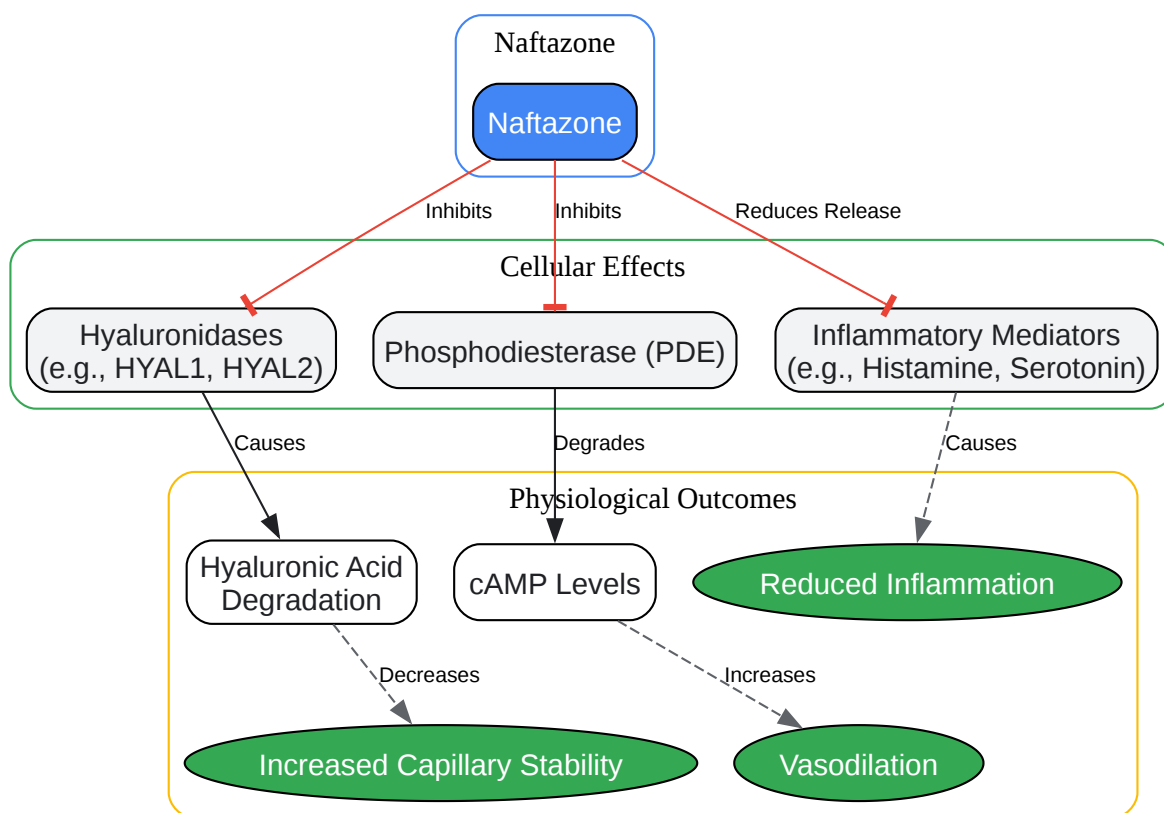 Naftazone
Naftazone
Inhibits
Inhibits
Reduces Release
Cellular Effects
Hyaluronidases
(e.g., HYAL1, HYAL2)
Phosphodiesterase (PDE)
Inflammatory Mediators
(e.g., Histamine, Serotonin)
Causes
Degrades
Causes
Physiological Outcomes
Hyaluronic Acid
Degradation
cAMP Levels
Reduced Inflammation
Decreases
Increases
Increased Capillary Stability
Vasodilation